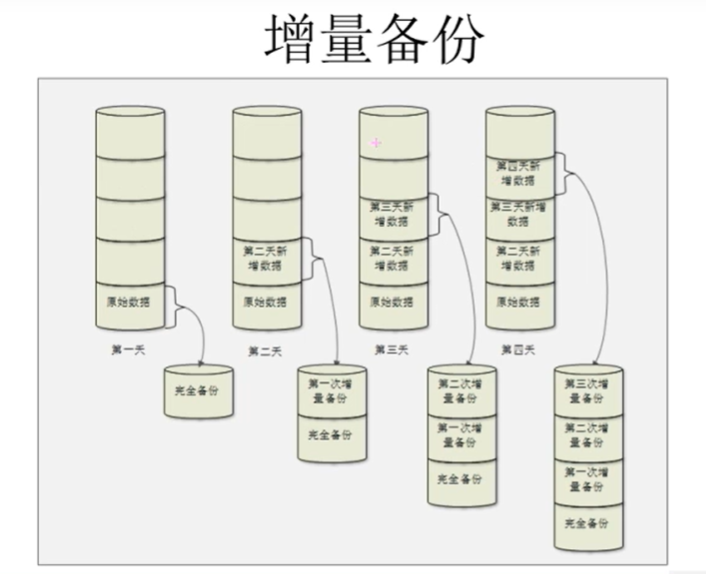 增量备份
第四天新
增数据
第三天新
增数据
第三天新增
数据
第二天新
增数据
第二天新
增数据
第二天新
增数据
原始数据
原始数据
原始数据
原始数据
第一天
第二天
第三天
第四天
完全备份
第一次增
量备份
完全备份
第二次增
量备份
第一次增
量备份
完全备份
第三次增
量备份
第二次增
量备份
第一次增
量备份
完全备份